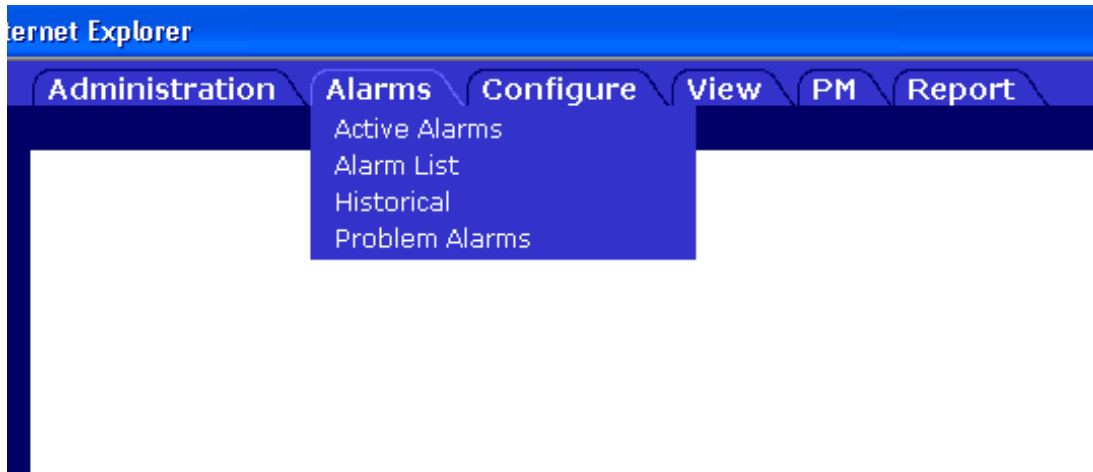 ternet Explorer
Administration Alarms Configure View PM Report
Active Alarms
Alarm List
Historical
Problem Alarms